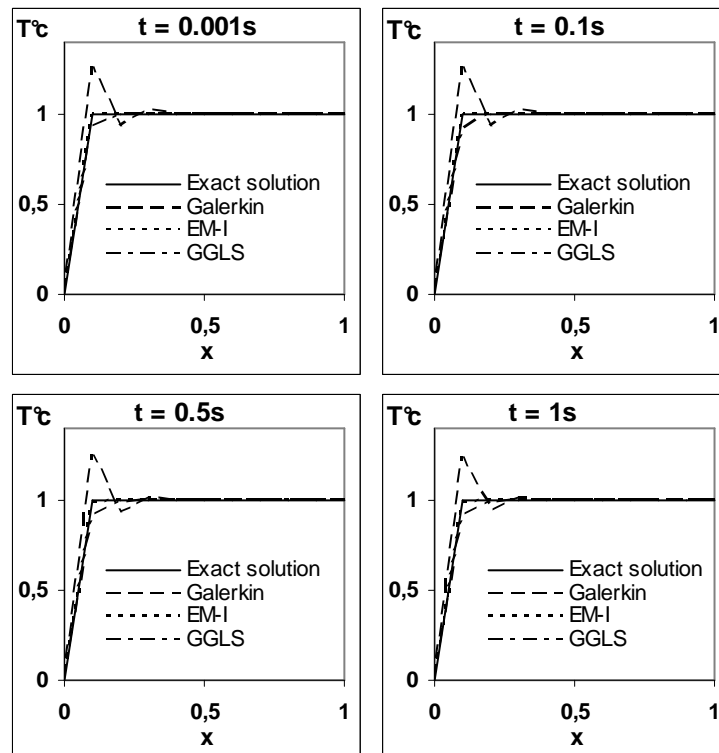 T°c t = 0.001s
1
Exact solution
Galerkin
0,5
EM-I
GGLS
0
0 0,5 1
x
T°c t = 0.1s
1
Exact solution
Galerkin
0,5
EM-I
GGLS
0
0 0,5 1
x
T°c t = 0.5s
1
Exact solution
Galerkin
0,5
EM-I
GGLS
0
0 0,5 1
x
T°c t = 1s
1
Exact solution
Galerkin
0,5
EM-I
GGLS
0
0 0,5 1
x